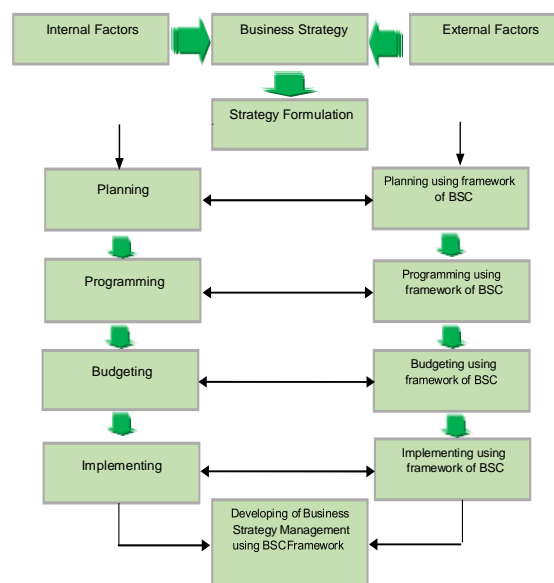 Internal Factors
Business Strategy
External Factors
Strategy Formulation
Planning
Planning using framework
of BSC
Programming
Programming using
framework of BSC
Budgeting
Budgeting using
framework of BSC
Implementing
Implementing using
framework of BSC
Developing of Business
Strategy Management
using BSCFramework